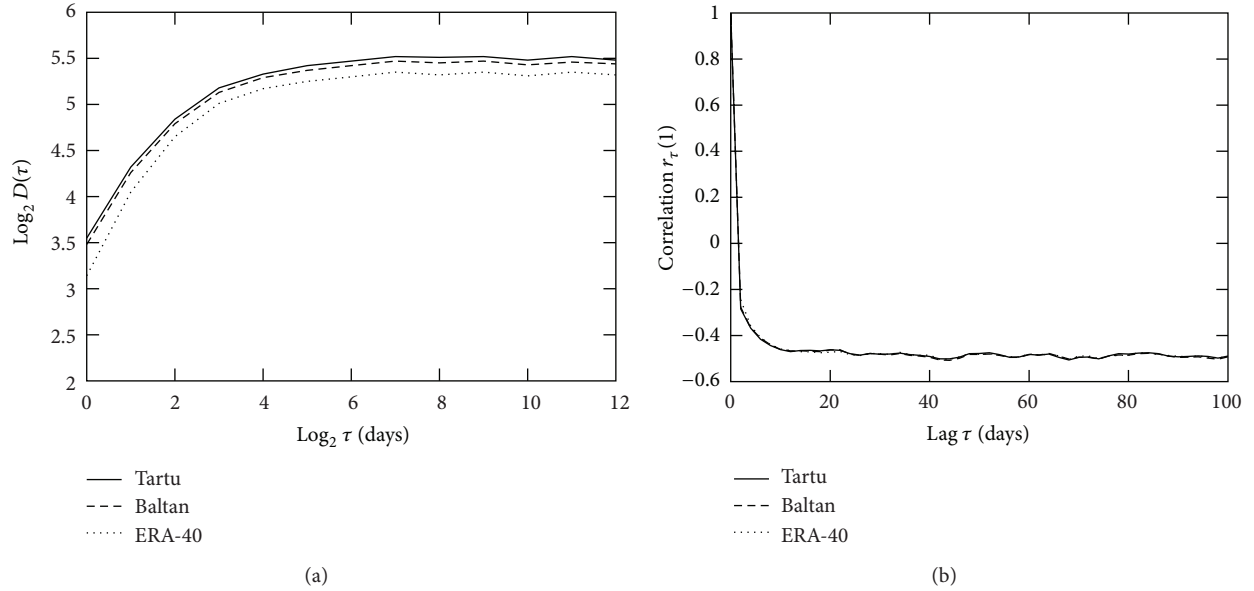 6
5.5
5
4.5
4
3.5
3
2.5
2
Log₂ D(τ)
0 2 4 6 8 10 12
Log₂ τ (days)
Tartu
Baltan
ERA-40
(a)
1
0.8
0.6
0.4
0.2
0
−0.2
−0.4
−0.6
Correlation rτ(1)
0 20 40 60 80 100
Lag τ (days)
Tartu
Baltan
ERA-40
(b)